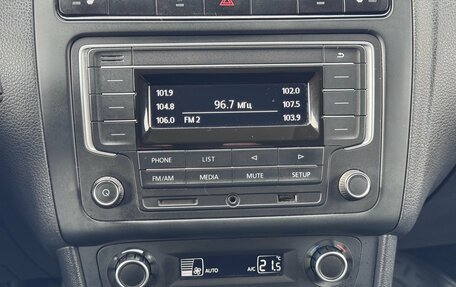 101.9 102.0
104.8 96.7 МГц 107.5
106.0 FM 2 103.9
PHONE LIST
FM/AM MEDIA MUTE SETUP
AUTO A/C 21.5 °C